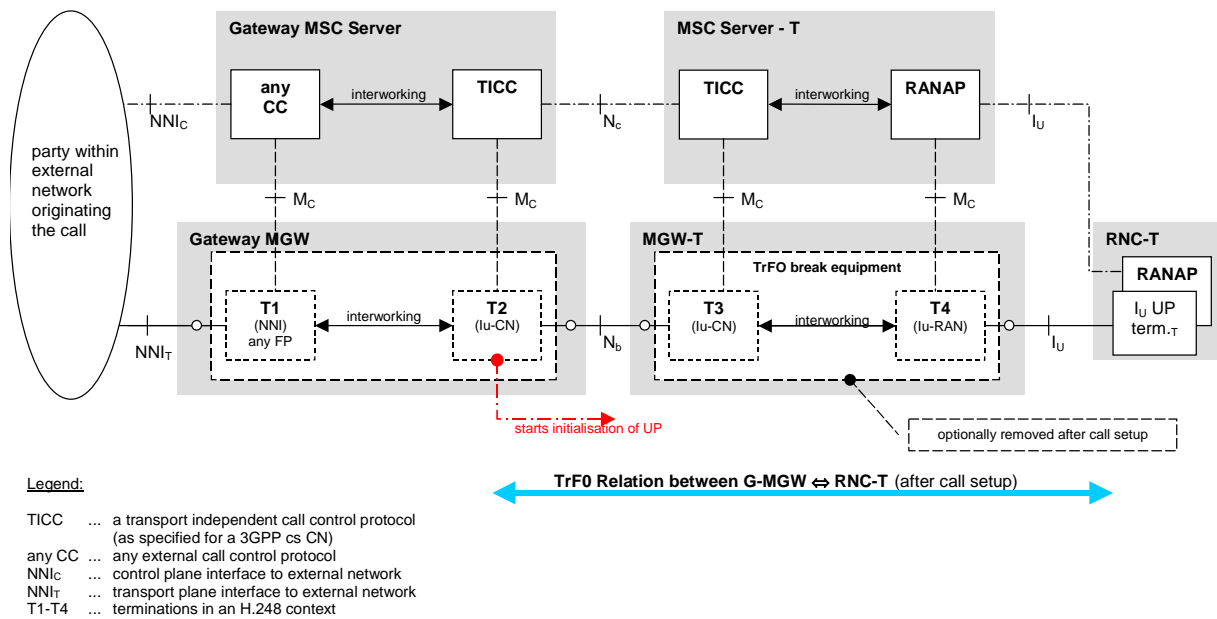 Gateway MSC Server
MSC Server - T
any CC
interworking
TICC
TICC
interworking
RANAP
NNIC
NC
IU
party within external network originating the call
MC
MC
MC
MC
Gateway MGW
MGW-T
RNC-T
TrFO break equipment
RANAP
T1
(NNI)
any FP
interworking
T2
(Iu-CN)
T3
(Iu-CN)
interworking
T4
(Iu-RAN)
IU UP
term.T
NNIT
Nb
IU
starts initialisation of UP
optionally removed after call setup
TrF0 Relation between G-MGW ⇔ RNC-T (after call setup)
Legend:
TICC ... a transport independent call control protocol
(as specified for a 3GPP cs CN)
any CC ... any external call control protocol
NNIC ... control plane interface to external network
NNIT ... transport plane interface to external network
T1-T4 ... terminations in an H.248 context